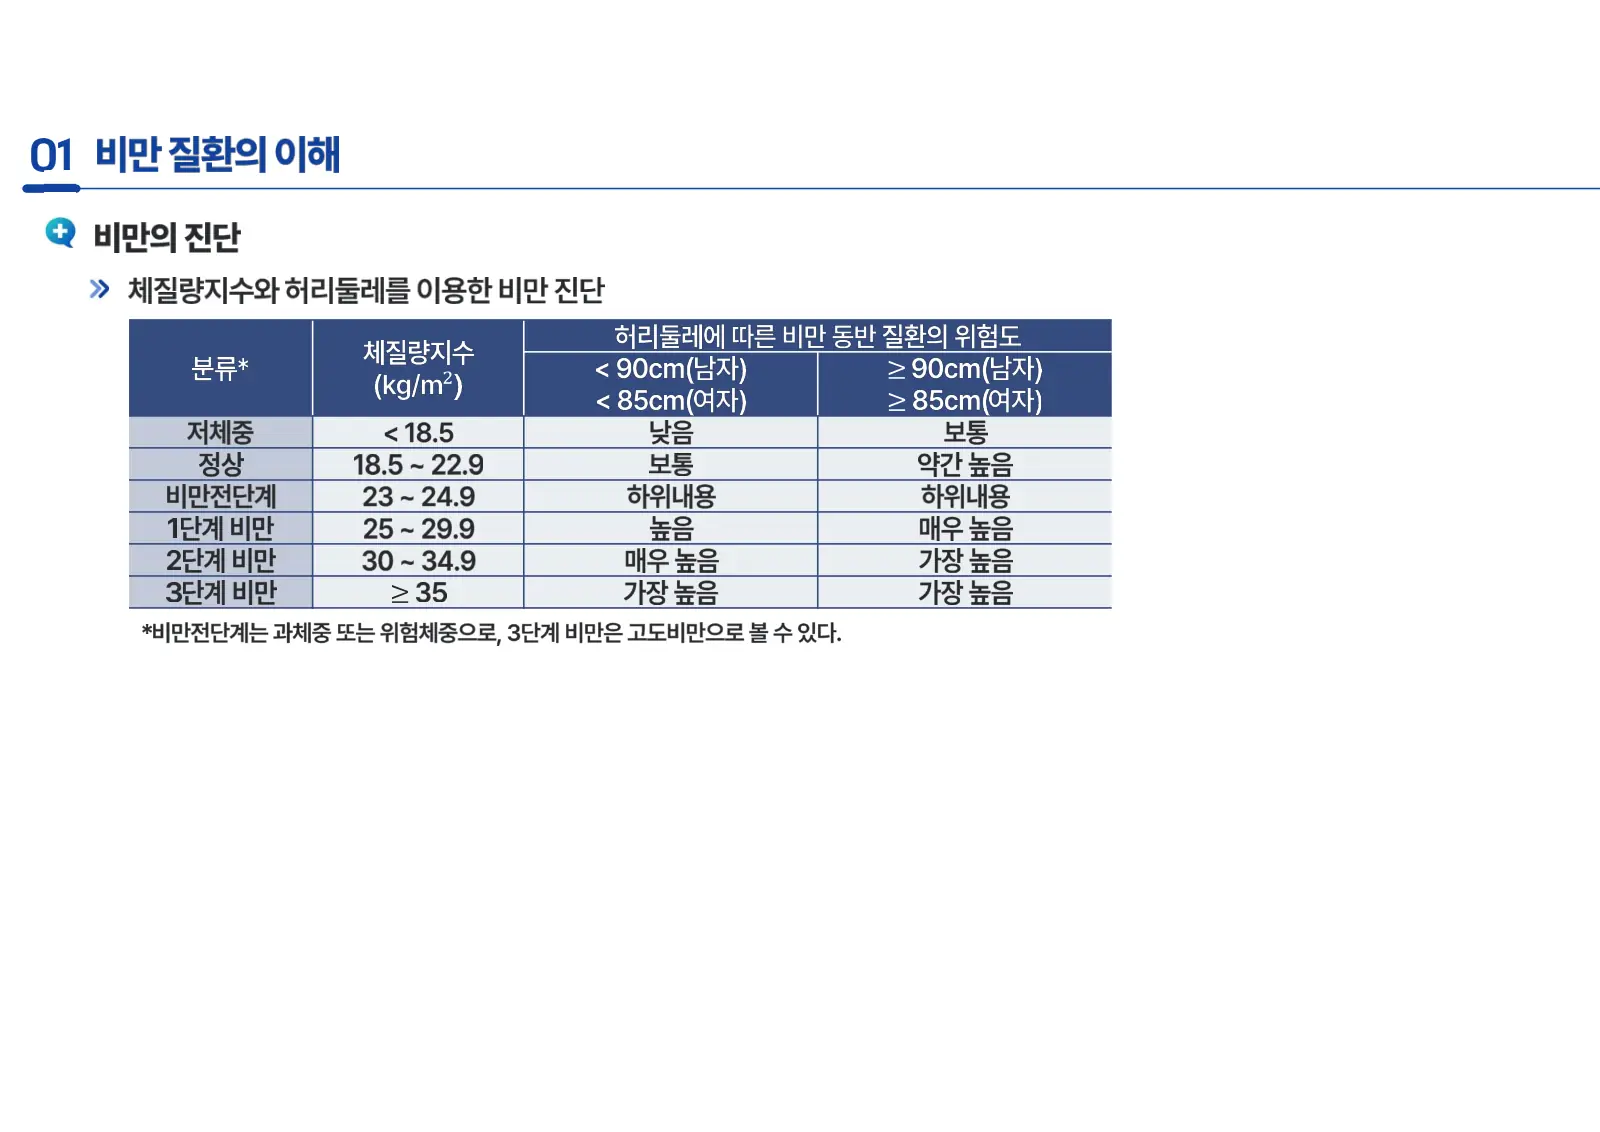 01 비만 질환의 이해
비만의 진단
체질량지수와 허리둘레를 이용한 비만 진단
분류* 체질량지수 (kg/m²) 허리둘레에 따른 비만 동반 질환의 위험도
< 90cm(남자) ≥ 90cm(남자)
< 85cm(여자) ≥ 85cm(여자)
저체중 < 18.5 낮음 보통
정상 18.5 ~ 22.9 보통 약간 높음
비만전단계 23 ~ 24.9 하위내용 하위내용
1단계 비만 25 ~ 29.9 높음 매우 높음
2단계 비만 30 ~ 34.9 매우 높음 가장 높음
3단계 비만 ≥ 35 가장 높음 가장 높음
*비만전단계는 과체중 또는 위험체중으로, 3단계 비만은 고도비만으로 볼 수 있다.